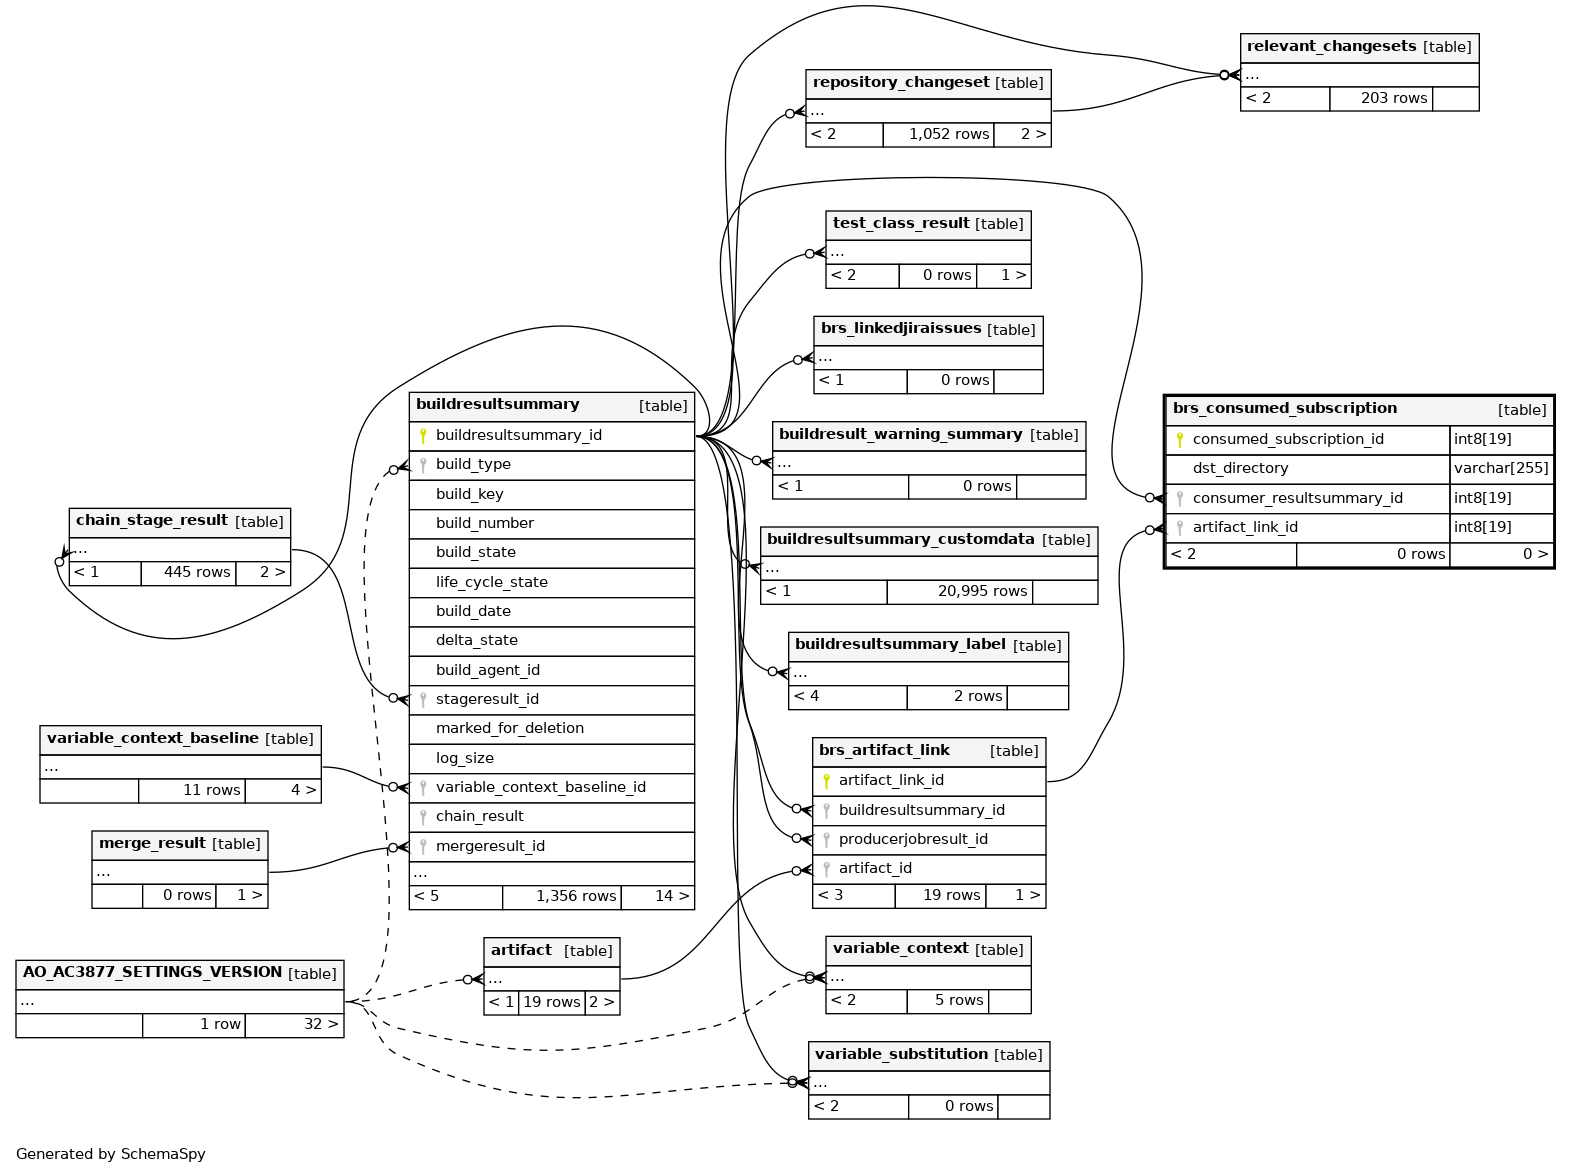 relevant_changesets [table]
...
< 2 203 rows
repository_changeset [table]
...
< 2 1,052 rows 2 >
test_class_result [table]
...
< 2 0 rows 1 >
brs_linkedjiraissues [table]
...
< 1 0 rows
buildresultsummary [table]
buildresultsummary_id
build_type
build_key
build_number
build_state
life_cycle_state
build_date
delta_state
build_agent_id
stageresult_id
marked_for_deletion
log_size
variable_context_baseline_id
chain_result
mergeresult_id
...
< 5 1,356 rows 14 >
brs_consumed_subscription [table]
consumed_subscription_id int8[19]
dst_directory varchar[255]
consumer_resultsummary_id int8[19]
artifact_link_id int8[19]
< 2 0 rows 0 >
buildresult_warning_summary [table]
...
< 1 0 rows
chain_stage_result [table]
...
< 1 445 rows 2 >
buildresultsummary_customdata [table]
...
< 1 20,995 rows
buildresultsummary_label [table]
...
< 4 2 rows
variable_context_baseline [table]
...
11 rows 4 >
brs_artifact_link [table]
artifact_link_id
buildresultsummary_id
producerjobresult_id
artifact_id
< 3 19 rows 1 >
merge_result [table]
...
0 rows 1 >
artifact [table]
...
< 1 19 rows 2 >
variable_context [table]
...
< 2 5 rows
AO_AC3877_SETTINGS_VERSION [table]
...
1 row 32 >
variable_substitution [table]
...
< 2 0 rows
Generated by SchemaSpy